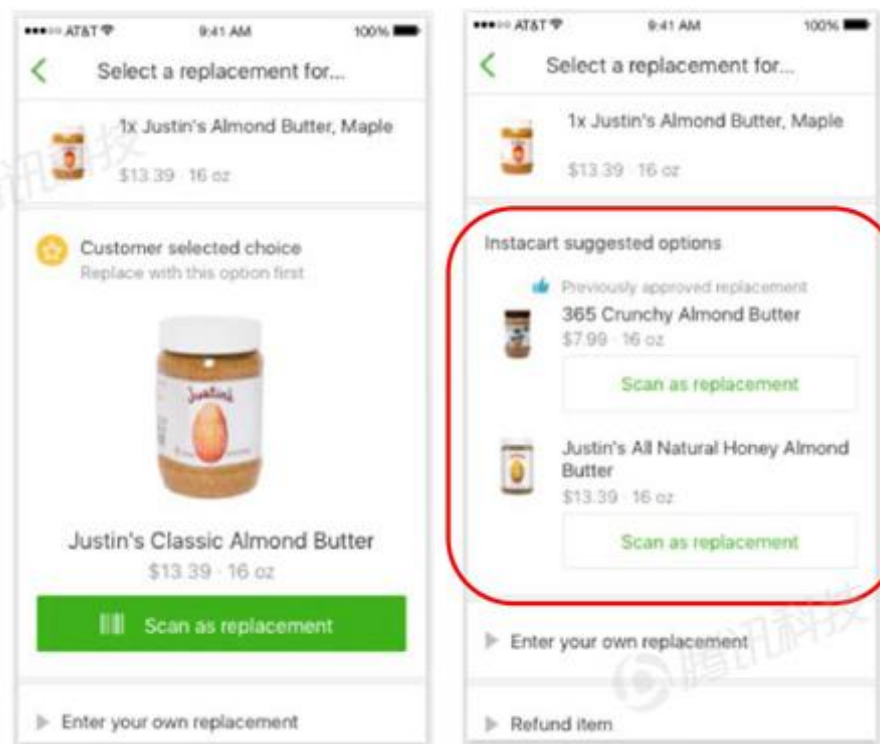 AT&T 9:41 AM 100%
Select a replacement for...
1x Justin's Almond Butter, Maple
$13.39 · 16 oz
Customer selected choice
Replace with this option first
Justin's
Justin's Classic Almond Butter
$13.39 · 16 oz
Scan as replacement
Enter your own replacement
AT&T 9:41 AM 100%
Select a replacement for...
1x Justin's Almond Butter, Maple
$13.39 · 16 oz
Instacart suggested options
Previously approved replacement
365 Crunchy Almond Butter
$7.99 · 16 oz
Scan as replacement
Justin's All Natural Honey Almond
Butter
$13.39 · 16 oz
Scan as replacement
Enter your own replacement
腾讯科技
Refund item